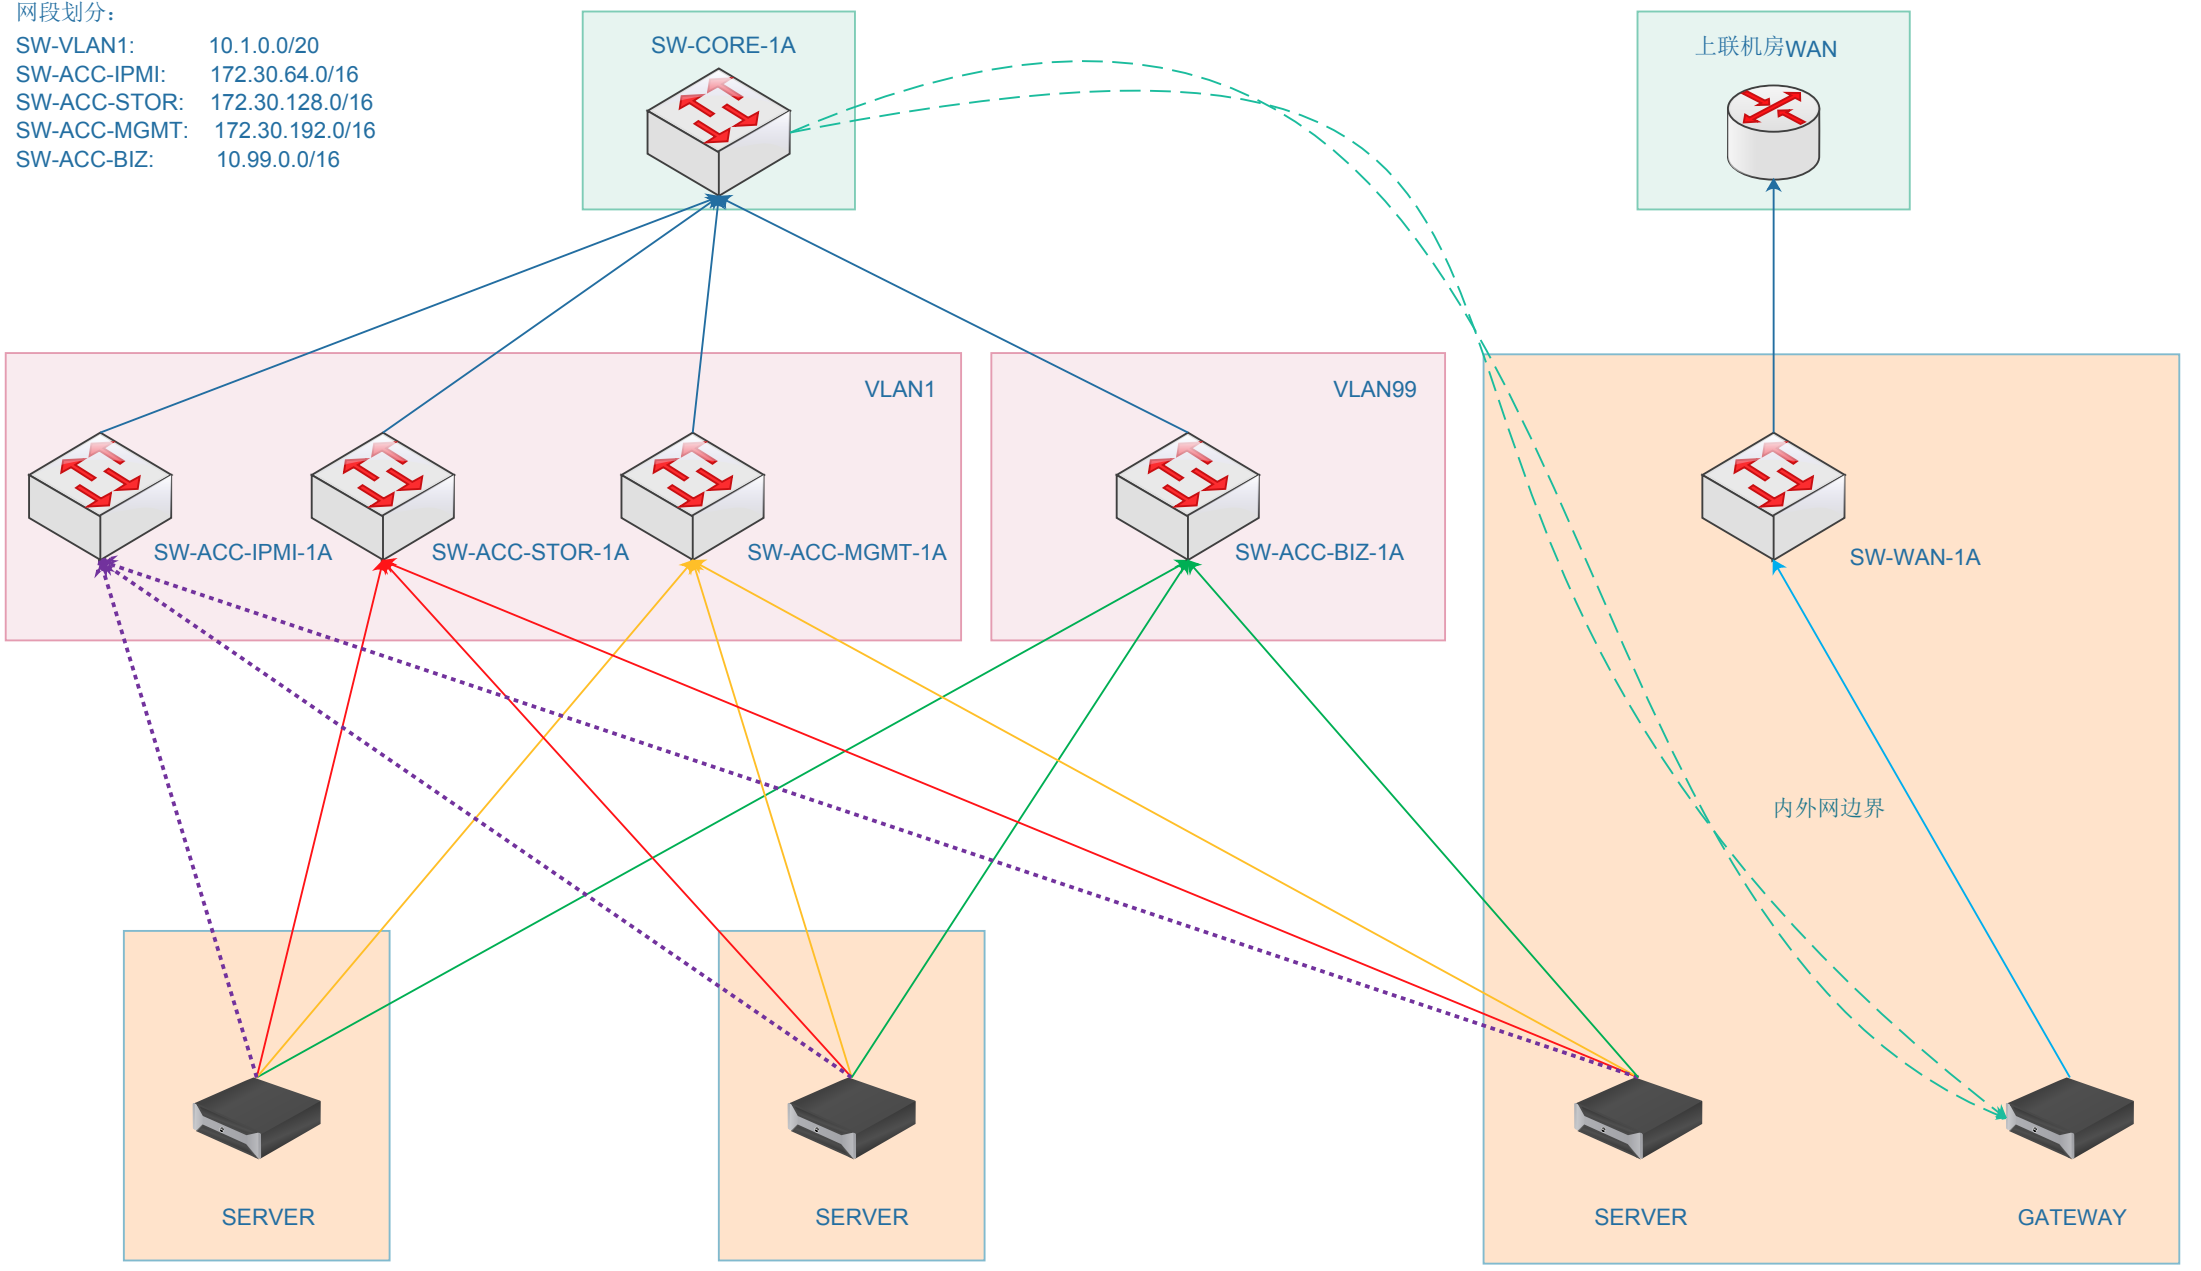 网段划分：
SW-VLAN1: 10.1.0.0/20
SW-ACC-IPMI: 172.30.64.0/16
SW-ACC-STOR: 172.30.128.0/16
SW-ACC-MGMT: 172.30.192.0/16
SW-ACC-BIZ: 10.99.0.0/16
SW-CORE-1A
上联机房WAN
VLAN1
VLAN99
SW-ACC-IPMI-1A
SW-ACC-STOR-1A
SW-ACC-MGMT-1A
SW-ACC-BIZ-1A
SW-WAN-1A
内外网边界
SERVER
SERVER
SERVER
GATEWAY